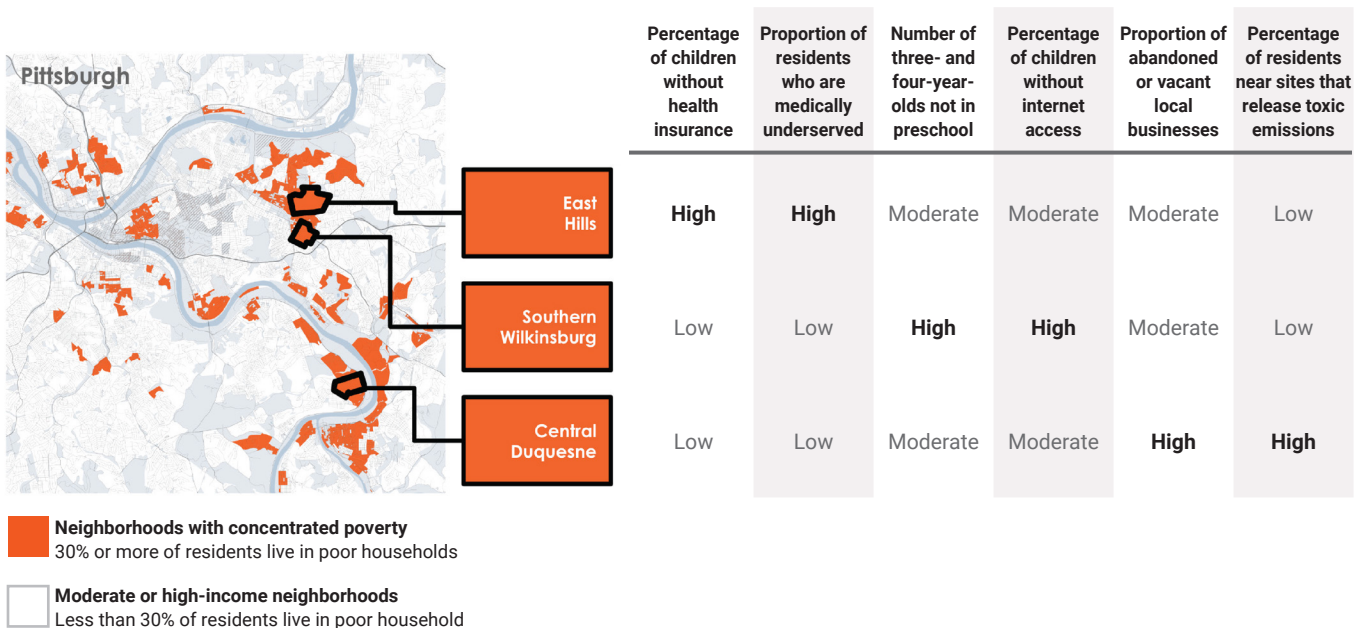 Pittsburgh
Percentage
of children
without
health
insurance
Proportion of
residents
who are
medically
underserved
Number of
three- and
four-year-
olds not in
preschool
Percentage
of children
without
internet
access
Proportion of
abandoned
or vacant
local
businesses
Percentage
of residents
near sites that
release toxic
emissions
East
Hills
High
High
Moderate
Moderate
Moderate
Low
Southern
Wilkinsburg
Low
Low
High
High
Moderate
Low
Central
Duquesne
Low
Low
Moderate
Moderate
High
High
Neighborhoods with concentrated poverty
30% or more of residents live in poor households
Moderate or high-income neighborhoods
Less than 30% of residents live in poor household